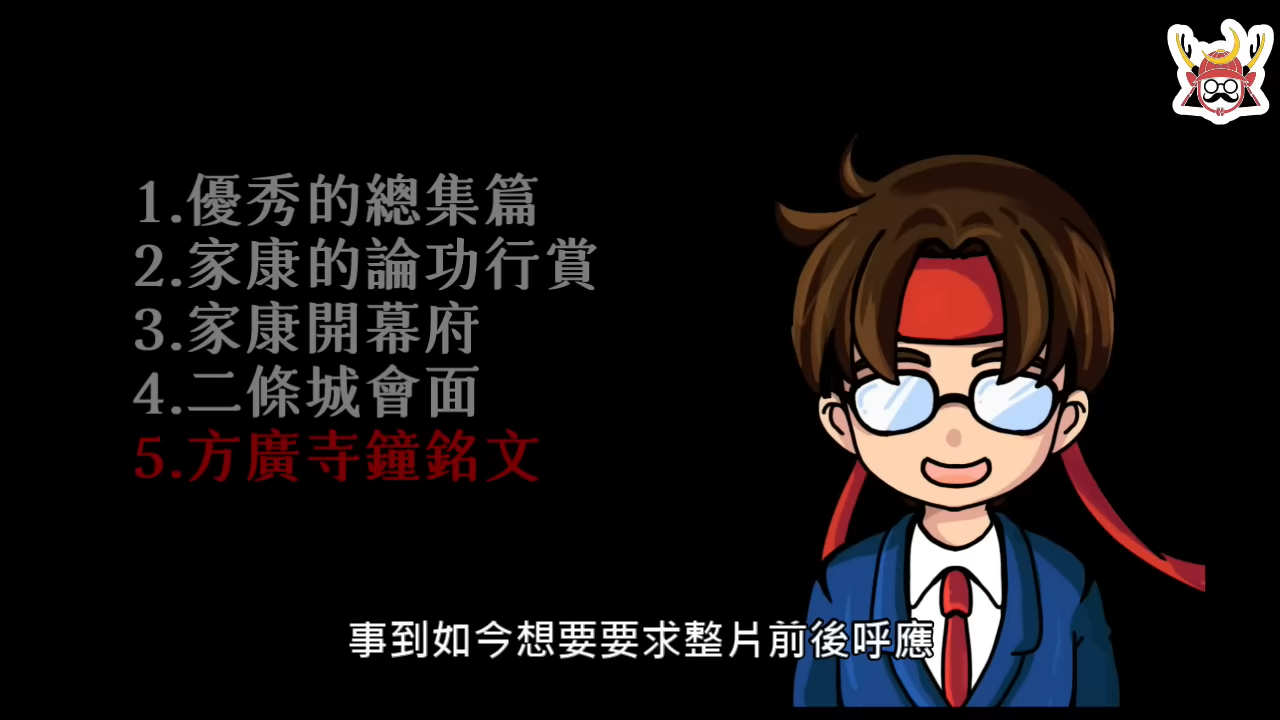 1.優秀的總集篇
2.家康的論功行賞
3.家康開幕府
4.二條城會面
5.方廣寺鐘銘文
事到如今想要要求整片前後呼應